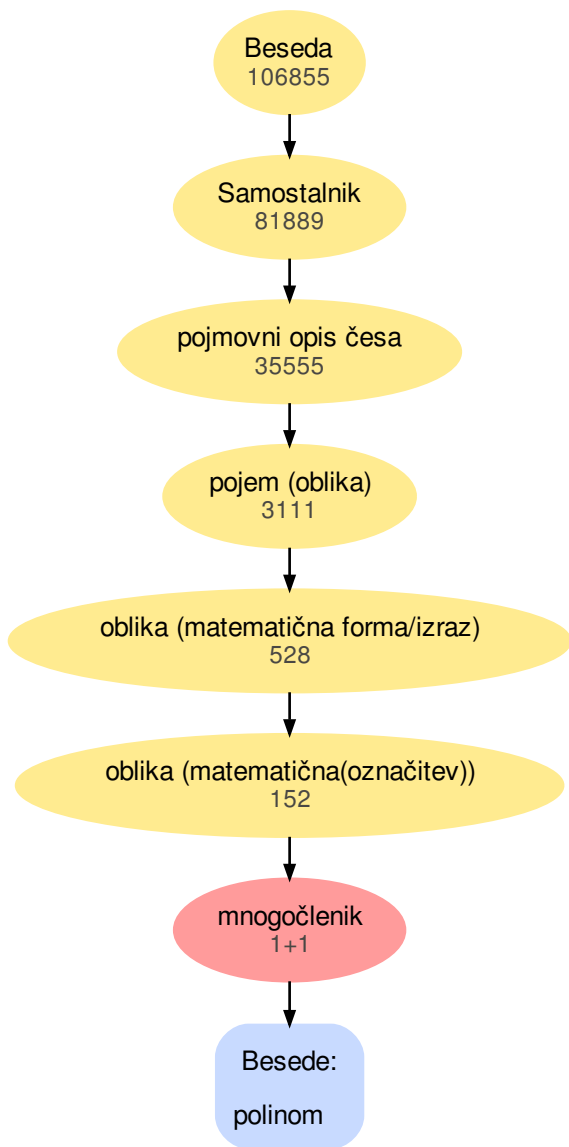 Beseda
106855
Samostalnik
81889
pojmovni opis česa
35555
pojem (oblika)
3111
oblika (matematična forma/izraz)
528
oblika (matematična(označitev))
152
mnogočlenik
1+1
Besede:
polinom